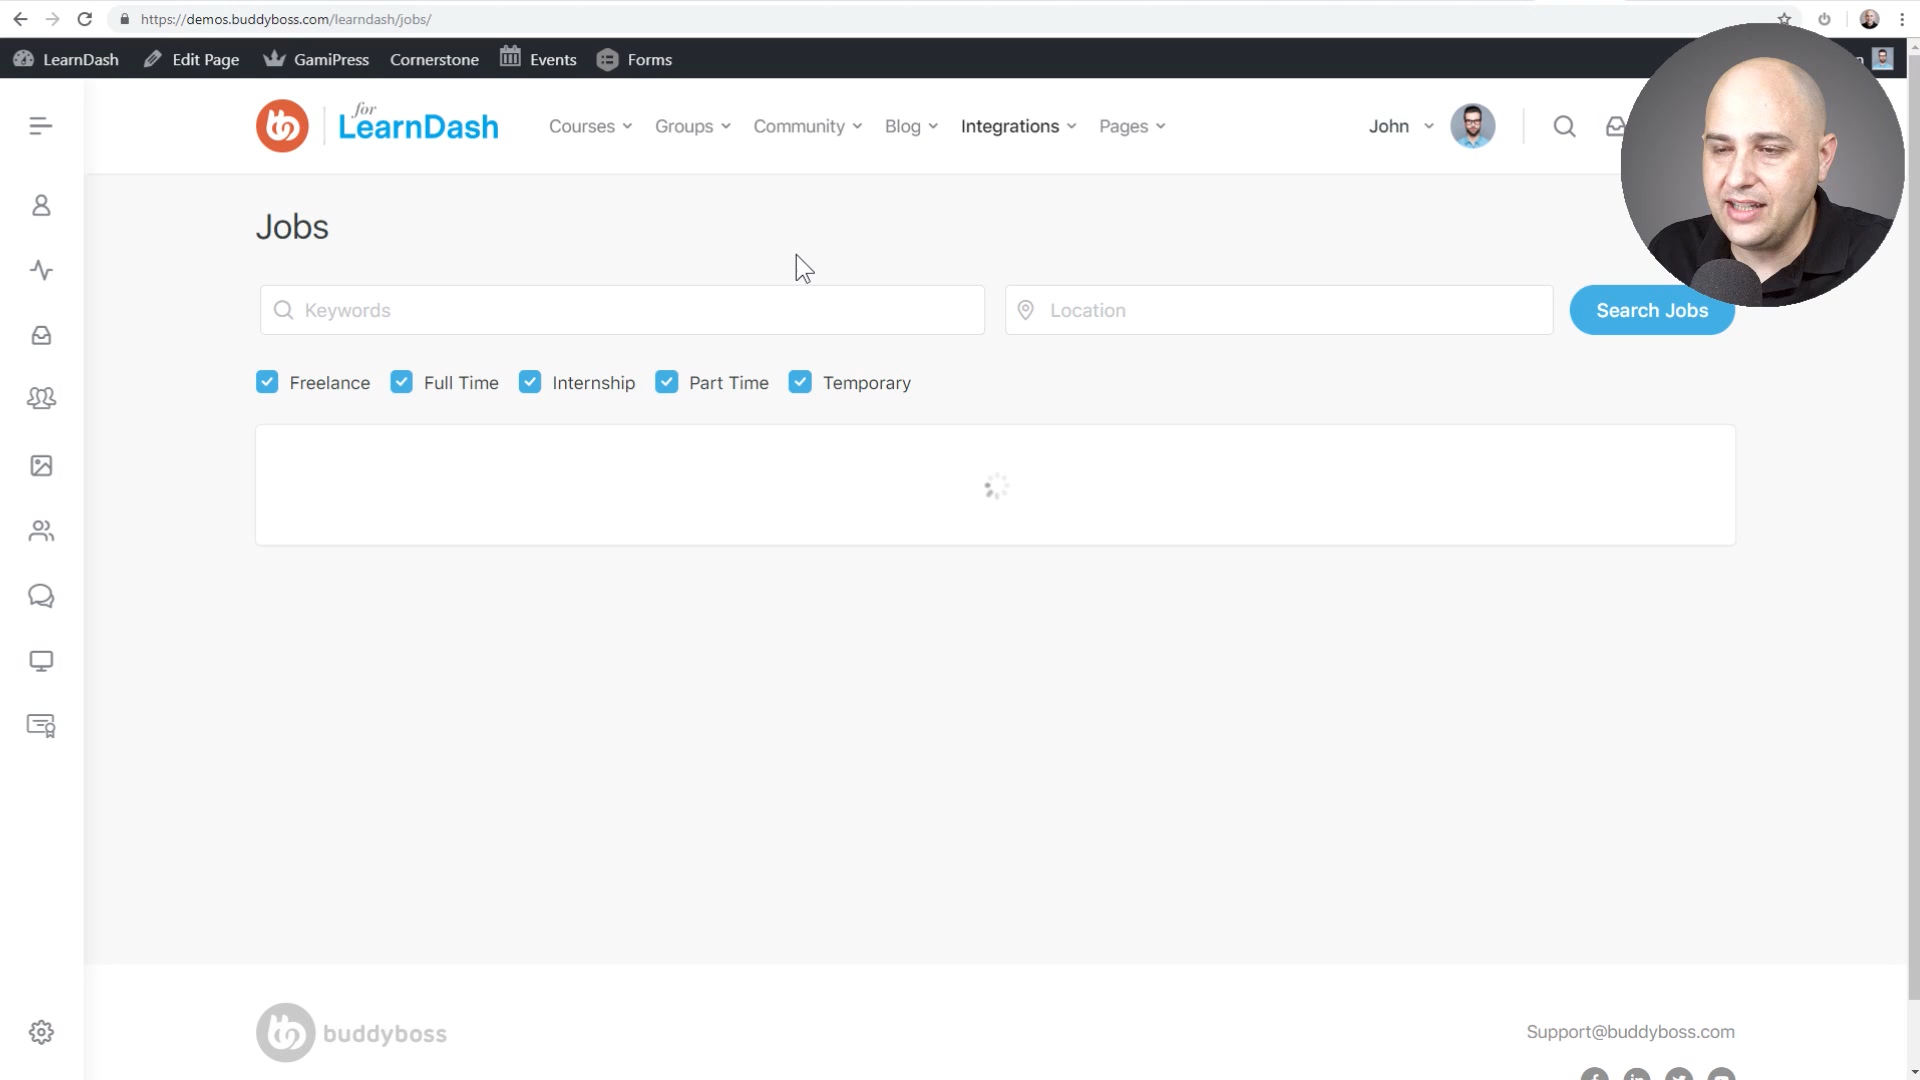 https://demos.buddyboss.com/learndash/jobs/
LearnDash Edit Page GamiPress Cornerstone Events Forms
for
LearnDash Courses Groups Community Blog Integrations Pages John
Jobs
Keywords Location Search Jobs
Freelance Full Time Internship Part Time Temporary
buddyboss Support@buddyboss.com